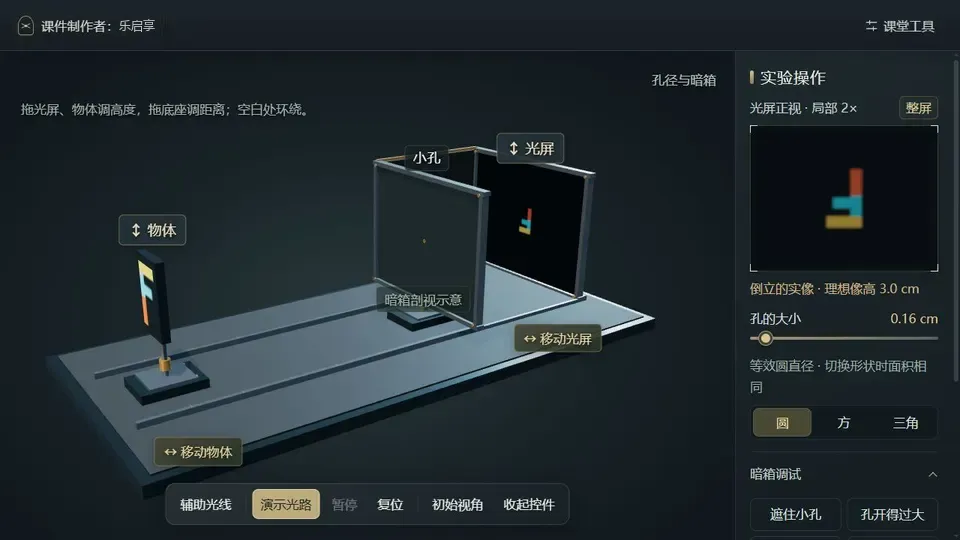 课件制作者：乐启享
课堂工具
孔径与暗箱
拖光屏、物体调高度，拖底座调距离；空白处环绕。
小孔
光屏
物体
暗箱剖视示意
移动光屏
移动物体
辅助光线
演示光路
暂停
复位
初始视角
收起控件
实验操作
光屏正视 · 局部 2×
整屏
倒立的实像 · 理想像高 3.0 cm
孔的大小
0.16 cm
等效圆直径 · 切换形状时面积相
同
圆
方
三角
暗箱调试
遮住小孔
孔开得过大